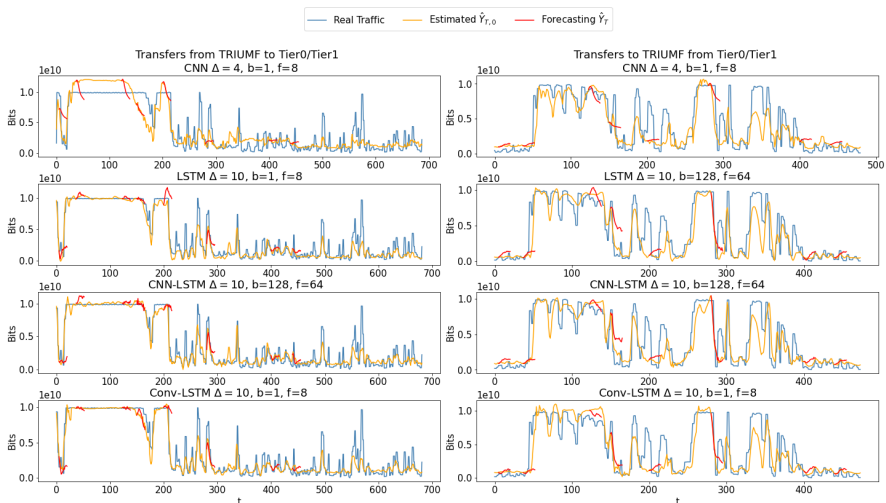 Real Traffic Estimated Ŷ_{T,0} Forecasting Ŷ_T
Transfers from TRIUMF to Tier0/Tier1
CNN Δ = 4, b=1, f=8
1e10
Bits
1.0
0.5
0.0
0 100 200 300 400 500 600 700
LSTM Δ = 10, b=1, f=8
1e10
Bits
1.0
0.5
0.0
0 100 200 300 400 500 600 700
CNN-LSTM Δ = 10, b=128, f=64
1e10
Bits
1.0
0.5
0.0
0 100 200 300 400 500 600 700
Conv-LSTM Δ = 10, b=1, f=8
1e10
Bits
1.0
0.5
0.0
0 100 200 300 400 500 600 700
t
Transfers to TRIUMF from Tier0/Tier1
CNN Δ = 4, b=1, f=8
1e10
Bits
1.0
0.5
0.0
0 100 200 300 400 500
LSTM Δ = 10, b=128, f=64
1e10
Bits
1.0
0.5
0.0
0 100 200 300 400
CNN-LSTM Δ = 10, b=128, f=64
1e10
Bits
1.0
0.5
0.0
0 100 200 300 400
Conv-LSTM Δ = 10, b=1, f=8
1e10
Bits
1.0
0.5
0.0
0 100 200 300 400
t